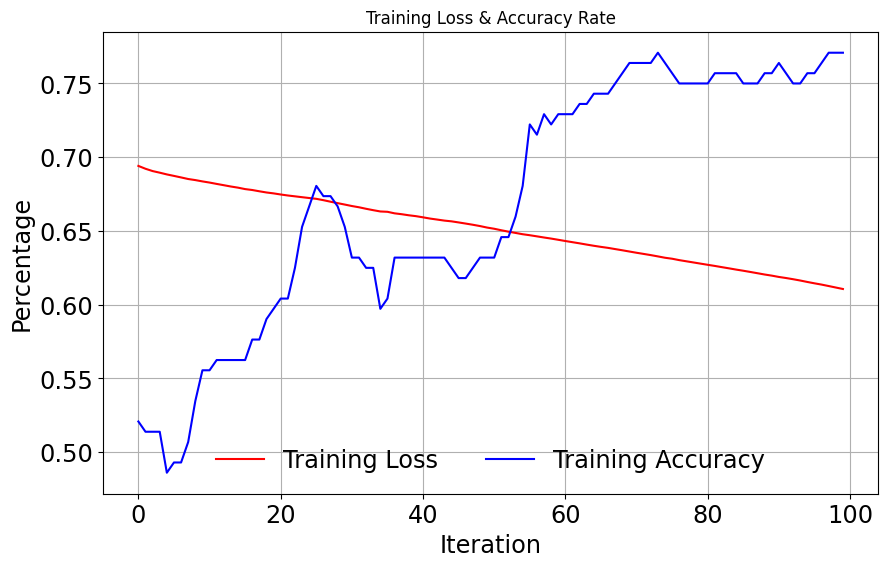 Training Loss & Accuracy Rate
Percentage
0.75
0.70
0.65
0.60
0.55
0.50
Training Loss
Training Accuracy
0 20 40 60 80 100
Iteration